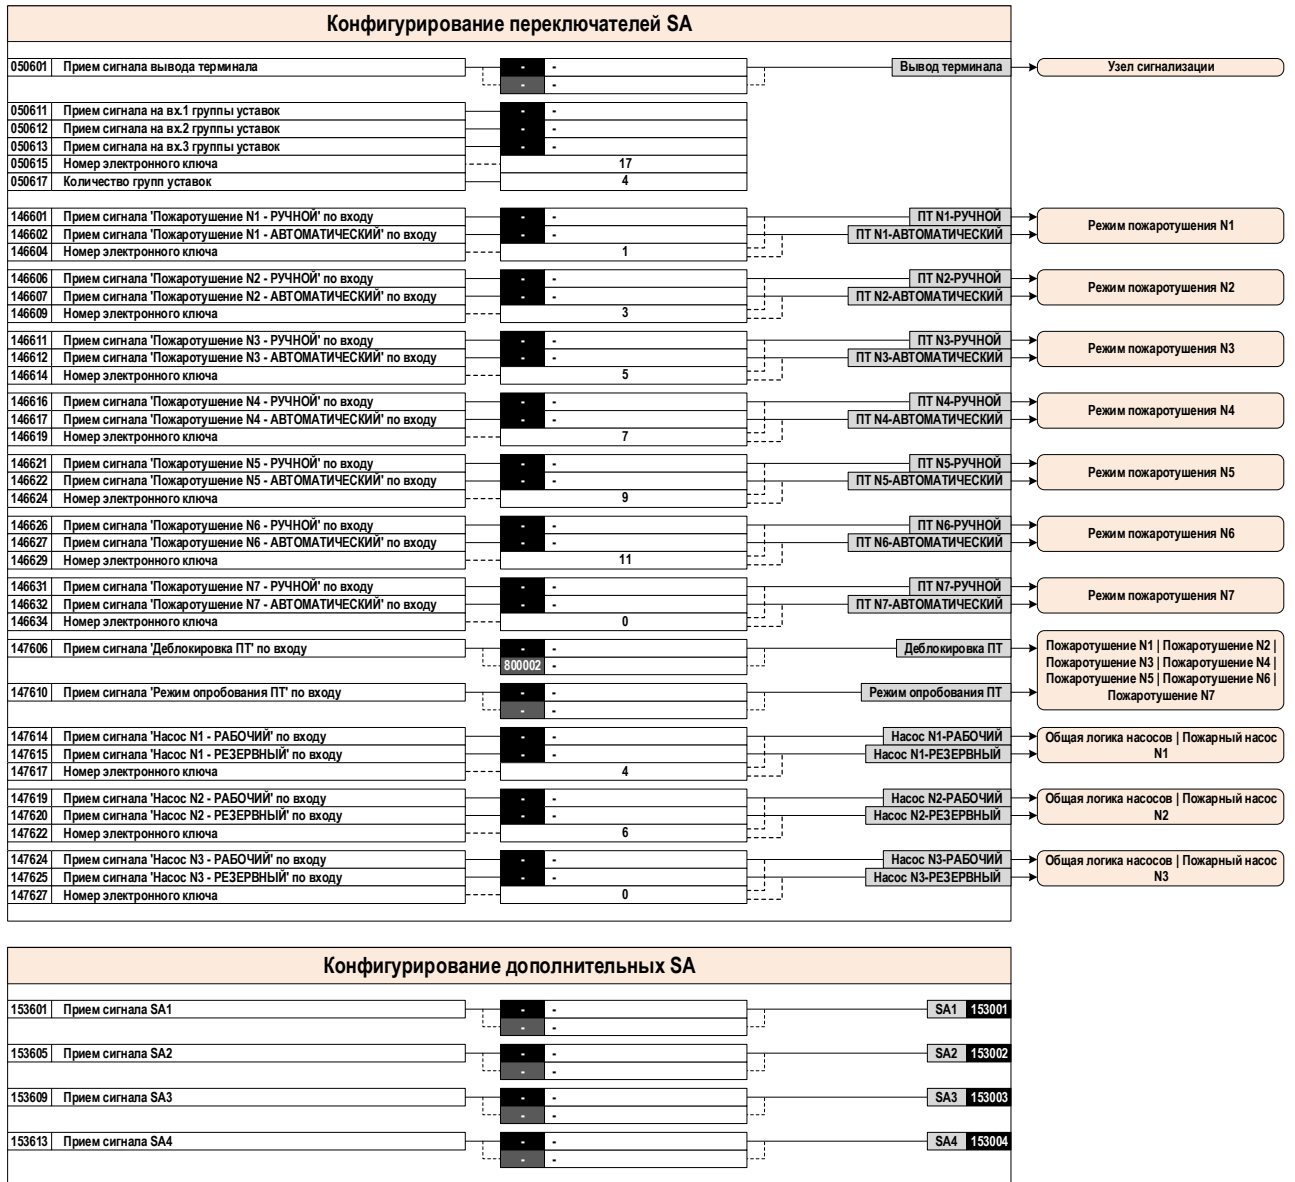 Конфигурирование переключателей SA
050601 Прием сигнала вывода терминала - - Вывод терминала Узел сигнализации
- -
050611 Прием сигнала на вх.1 группы уставок - -
050612 Прием сигнала на вх.2 группы уставок - -
050613 Прием сигнала на вх.3 группы уставок - -
050615 Номер электронного ключа 17
050617 Количество групп уставок 4
146601 Прием сигнала 'Пожаротушение N1 - РУЧНОЙ' по входу - - ПТ N1-РУЧНОЙ
Режим пожаротушения N1
146602 Прием сигнала 'Пожаротушение N1 - АВТОМАТИЧЕСКИЙ' по входу - - ПТ N1-АВТОМАТИЧЕСКИЙ
146604 Номер электронного ключа 1
146606 Прием сигнала 'Пожаротушение N2 - РУЧНОЙ' по входу - - ПТ N2-РУЧНОЙ
Режим пожаротушения N2
146607 Прием сигнала 'Пожаротушение N2 - АВТОМАТИЧЕСКИЙ' по входу - - ПТ N2-АВТОМАТИЧЕСКИЙ
146609 Номер электронного ключа 3
146611 Прием сигнала 'Пожаротушение N3 - РУЧНОЙ' по входу - - ПТ N3-РУЧНОЙ
Режим пожаротушения N3
146612 Прием сигнала 'Пожаротушение N3 - АВТОМАТИЧЕСКИЙ' по входу - - ПТ N3-АВТОМАТИЧЕСКИЙ
146614 Номер электронного ключа 5
146616 Прием сигнала 'Пожаротушение N4 - РУЧНОЙ' по входу - - ПТ N4-РУЧНОЙ
Режим пожаротушения N4
146617 Прием сигнала 'Пожаротушение N4 - АВТОМАТИЧЕСКИЙ' по входу - - ПТ N4-АВТОМАТИЧЕСКИЙ
146619 Номер электронного ключа 7
146621 Прием сигнала 'Пожаротушение N5 - РУЧНОЙ' по входу - - ПТ N5-РУЧНОЙ
Режим пожаротушения N5
146622 Прием сигнала 'Пожаротушение N5 - АВТОМАТИЧЕСКИЙ' по входу - - ПТ N5-АВТОМАТИЧЕСКИЙ
146624 Номер электронного ключа 9
146626 Прием сигнала 'Пожаротушение N6 - РУЧНОЙ' по входу - - ПТ N6-РУЧНОЙ
Режим пожаротушения N6
146627 Прием сигнала 'Пожаротушение N6 - АВТОМАТИЧЕСКИЙ' по входу - - ПТ N6-АВТОМАТИЧЕСКИЙ
146629 Номер электронного ключа 11
146631 Прием сигнала 'Пожаротушение N7 - РУЧНОЙ' по входу - - ПТ N7-РУЧНОЙ
Режим пожаротушения N7
146632 Прием сигнала 'Пожаротушение N7 - АВТОМАТИЧЕСКИЙ' по входу - - ПТ N7-АВТОМАТИЧЕСКИЙ
146634 Номер электронного ключа 0
147606 Прием сигнала 'Деблокировка ПТ' по входу - - Деблокировка ПТ
800002 -
147610 Прием сигнала 'Режим опробования ПТ' по входу - - Режим опробования ПТ
- -
Пожаротушение N1 | Пожаротушение N2 |
Пожаротушение N3 | Пожаротушение N4 |
Пожаротушение N5 | Пожаротушение N6 |
Пожаротушение N7
147614 Прием сигнала 'Насос N1 - РАБОЧИЙ' по входу - - Насос N1-РАБОЧИЙ Общая логика насосов | Пожарный насос
147615 Прием сигнала 'Насос N1 - РЕЗЕРВНЫЙ' по входу - - Насос N1-РЕЗЕРВНЫЙ N1
147617 Номер электронного ключа 4
147619 Прием сигнала 'Насос N2 - РАБОЧИЙ' по входу - - Насос N2-РАБОЧИЙ Общая логика насосов | Пожарный насос
147620 Прием сигнала 'Насос N2 - РЕЗЕРВНЫЙ' по входу - - Насос N2-РЕЗЕРВНЫЙ N2
147622 Номер электронного ключа 6
147624 Прием сигнала 'Насос N3 - РАБОЧИЙ' по входу - - Насос N3-РАБОЧИЙ Общая логика насосов | Пожарный насос
147625 Прием сигнала 'Насос N3 - РЕЗЕРВНЫЙ' по входу - - Насос N3-РЕЗЕРВНЫЙ N3
147627 Номер электронного ключа 0
Конфигурирование дополнительных SA
153601 Прием сигнала SA1 - - SA1 153001
- -
153605 Прием сигнала SA2 - - SA2 153002
- -
153609 Прием сигнала SA3 - - SA3 153003
- -
153613 Прием сигнала SA4 - - SA4 153004
- -